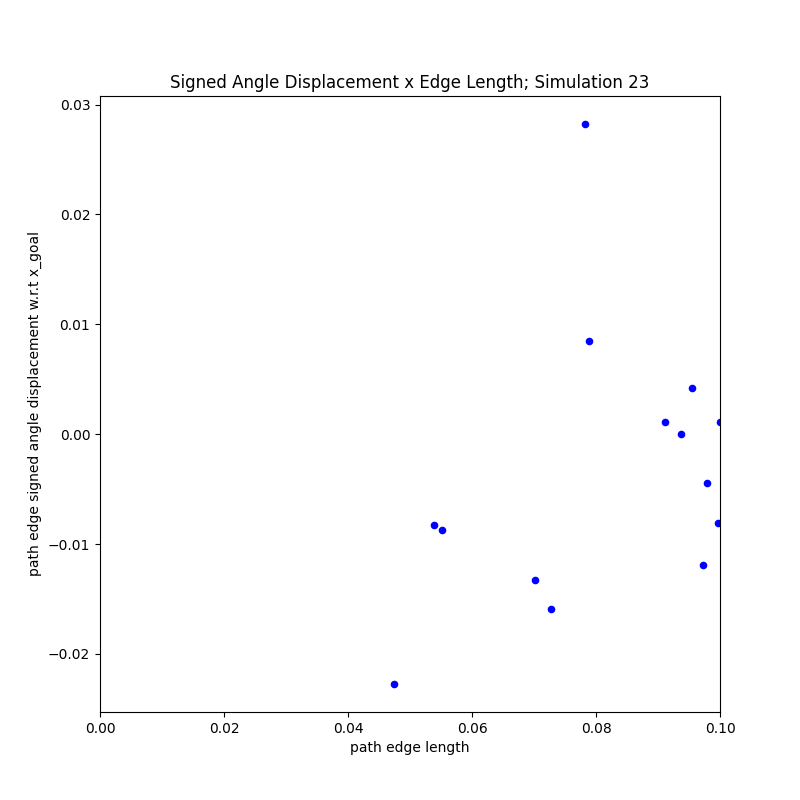 Signed Angle Displacement x Edge Length; Simulation 23
0.03
0.02
0.01
0.00
−0.01
−0.02
path edge signed angle displacement w.r.t x_goal
0.00 0.02 0.04 0.06 0.08 0.10
path edge length